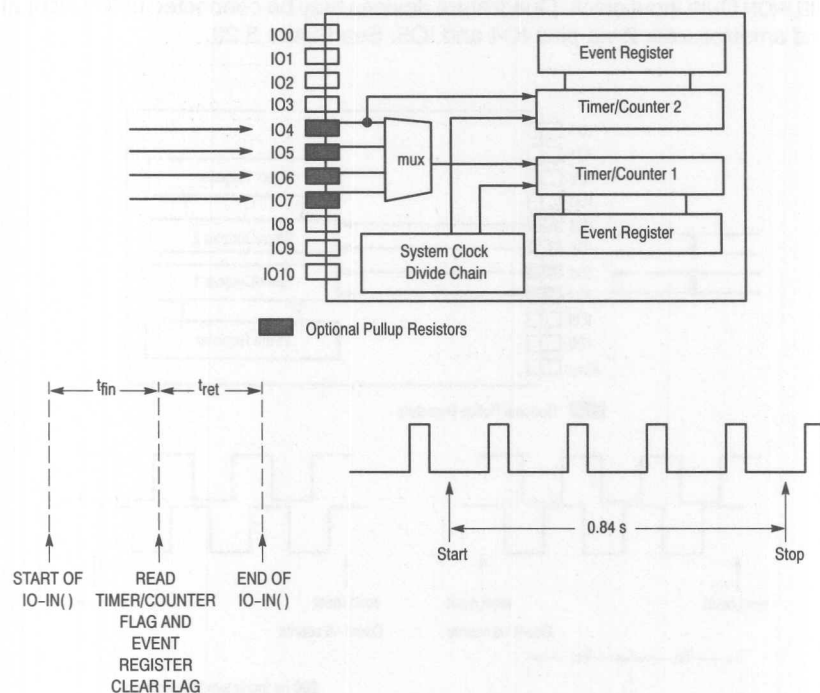 IO0
IO1
IO2
IO3
IO4
IO5
IO6
IO7
IO8
IO9
IO10
mux
Event Register
Timer/Counter 2
Timer/Counter 1
Event Register
System Clock
Divide Chain
Optional Pullup Resistors
tfin
tret
START OF
IO-IN( )
READ
TIMER/COUNTER
FLAG AND
EVENT
REGISTER
CLEAR FLAG
END OF
IO-IN( )
0.84 s
Start
Stop